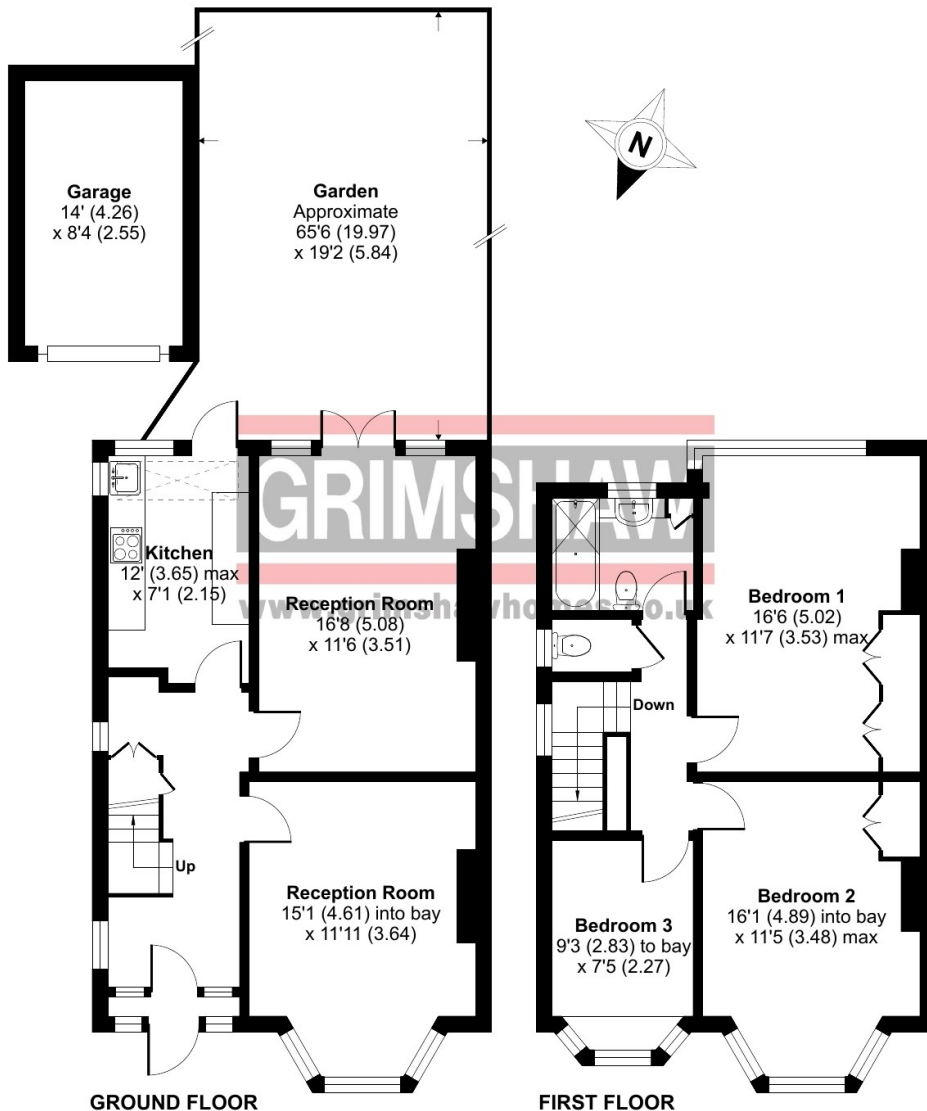 Garage
14' (4.26)
x 8'4 (2.55)
Garden
Approximate
65'6 (19.97)
x 19'2 (5.84)
N
GRIMSHAW
www.grimshawhomes.co.uk
Kitchen
12' (3.65) max
x 7'1 (2.15)
Reception Room
16'8 (5.08)
x 11'6 (3.51)
Up
Reception Room
15'1 (4.61) into bay
x 11'11 (3.64)
GROUND FLOOR
Bedroom 1
16'6 (5.02)
x 11'7 (3.53) max
Down
Bedroom 2
16'1 (4.89) into bay
x 11'5 (3.48) max
Bedroom 3
9'3 (2.83) to bay
x 7'5 (2.27)
FIRST FLOOR